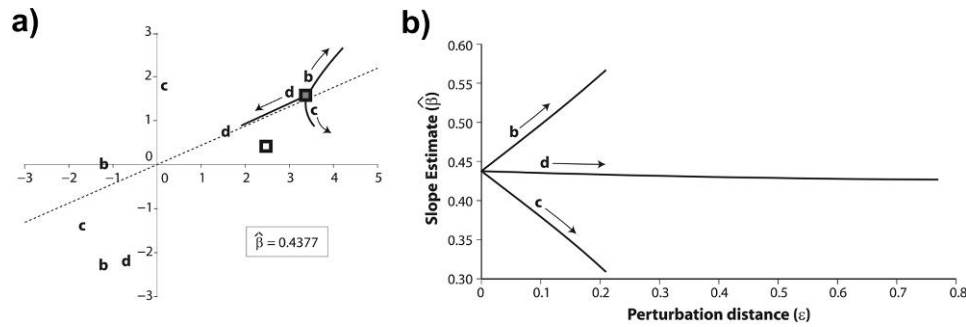 a)
3
2
1
0
−1
−2
−3
−3
−2
−1
0
1
2
3
4
5
c
b
c
b
d
d
d
b
c
β̂ = 0.4377
b)
Slope Estimate (β̂)
0.60
0.55
0.50
0.45
0.40
0.35
0.30
b
d
c
0
0.1
0.2
0.3
0.4
0.5
0.6
0.7
0.8
Perturbation distance (ε)